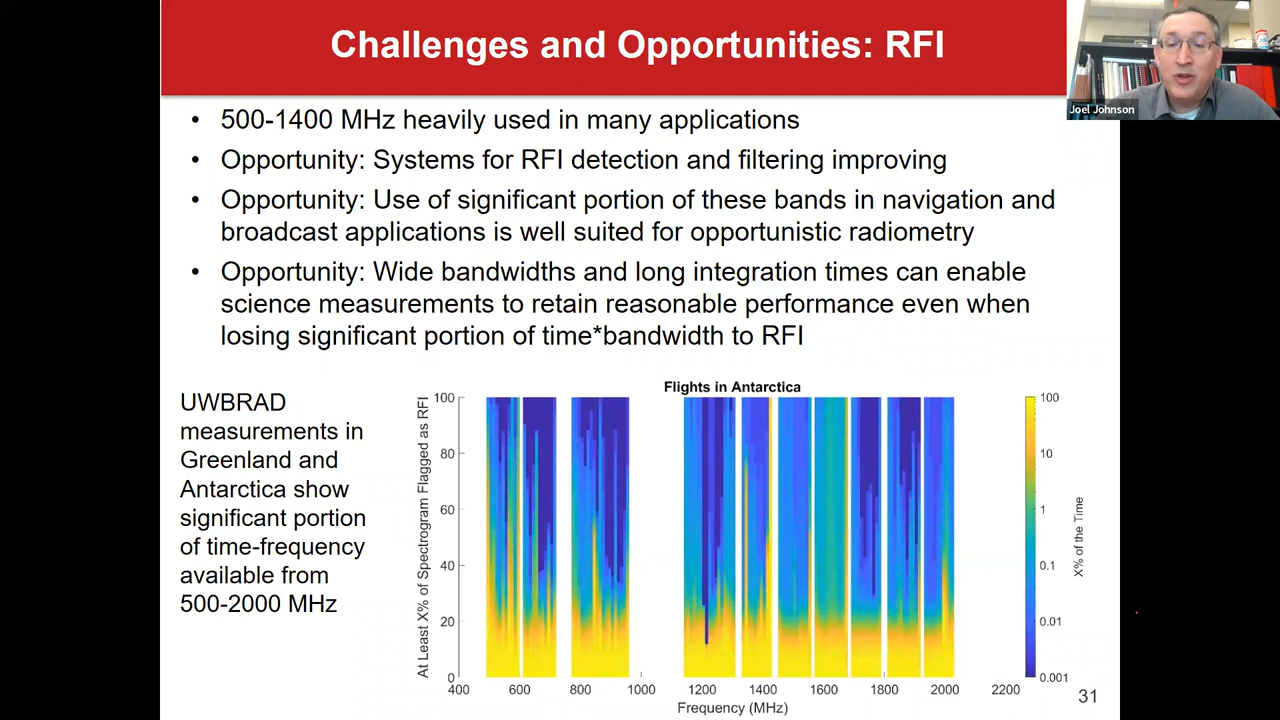 Challenges and Opportunities: RFI
Joel Johnson
• 500-1400 MHz heavily used in many applications
• Opportunity: Systems for RFI detection and filtering improving
• Opportunity: Use of significant portion of these bands in navigation and
broadcast applications is well suited for opportunistic radiometry
• Opportunity: Wide bandwidths and long integration times can enable
science measurements to retain reasonable performance even when
losing significant portion of time*bandwidth to RFI
UWBRAD
measurements in
Greenland and
Antarctica show
significant portion
of time-frequency
available from
500-2000 MHz
Flights in Antarctica
At Least X% of Spectrogram Flagged as RFI
100
80
60
40
20
0
400 600 800 1000 1200 1400 1600 1800 2000 2200
Frequency (MHz)
100
10
1
0.1
0.01
0.001
X% of the Time
31